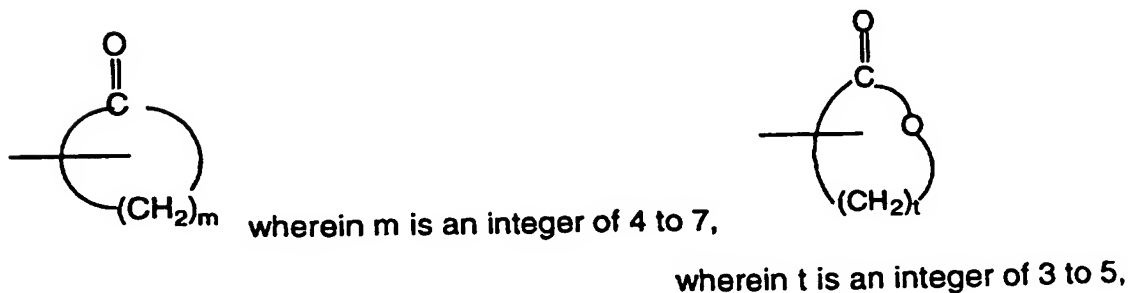 O
C
(CH2)m wherein m is an integer of 4 to 7,
O
C
O
(CH2)t
wherein t is an integer of 3 to 5,